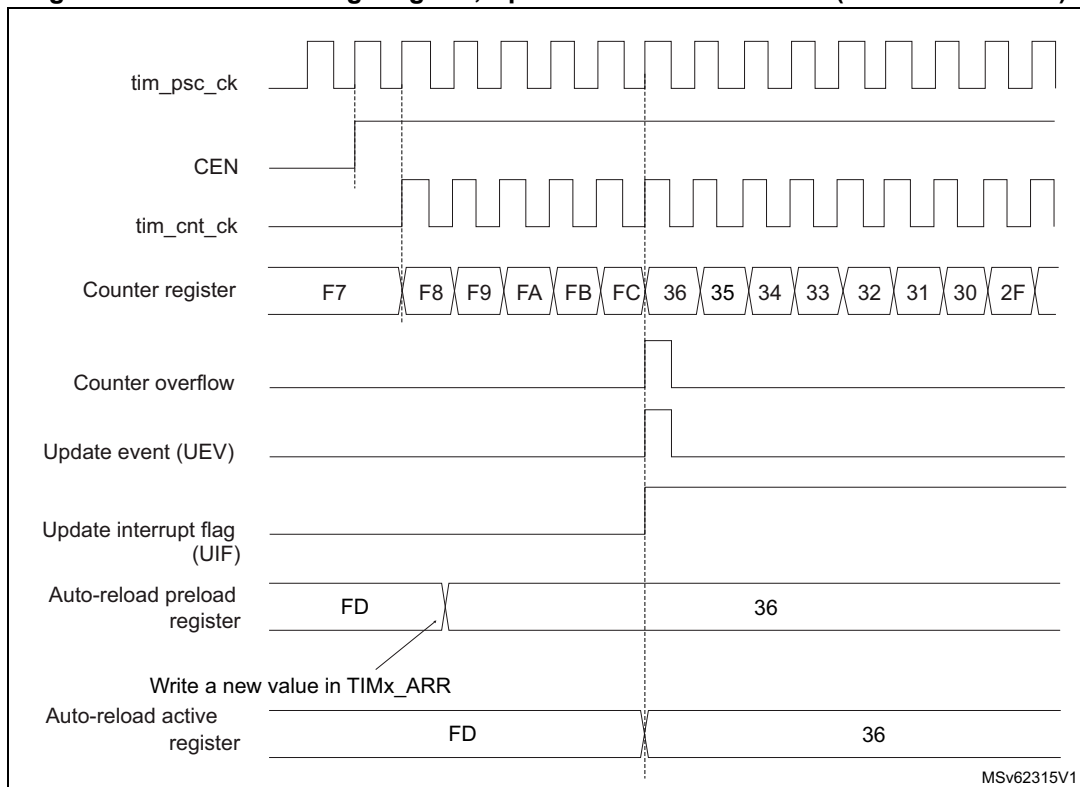 tim_psc_ck
CEN
tim_cnt_ck
Counter register F7 F8 F9 FA FB FC 36 35 34 33 32 31 30 2F
Counter overflow
Update event (UEV)
Update interrupt flag
(UIF)
Auto-reload preload
register
FD 36
Write a new value in TIMx_ARR
Auto-reload active
register
FD 36
MSv62315V1